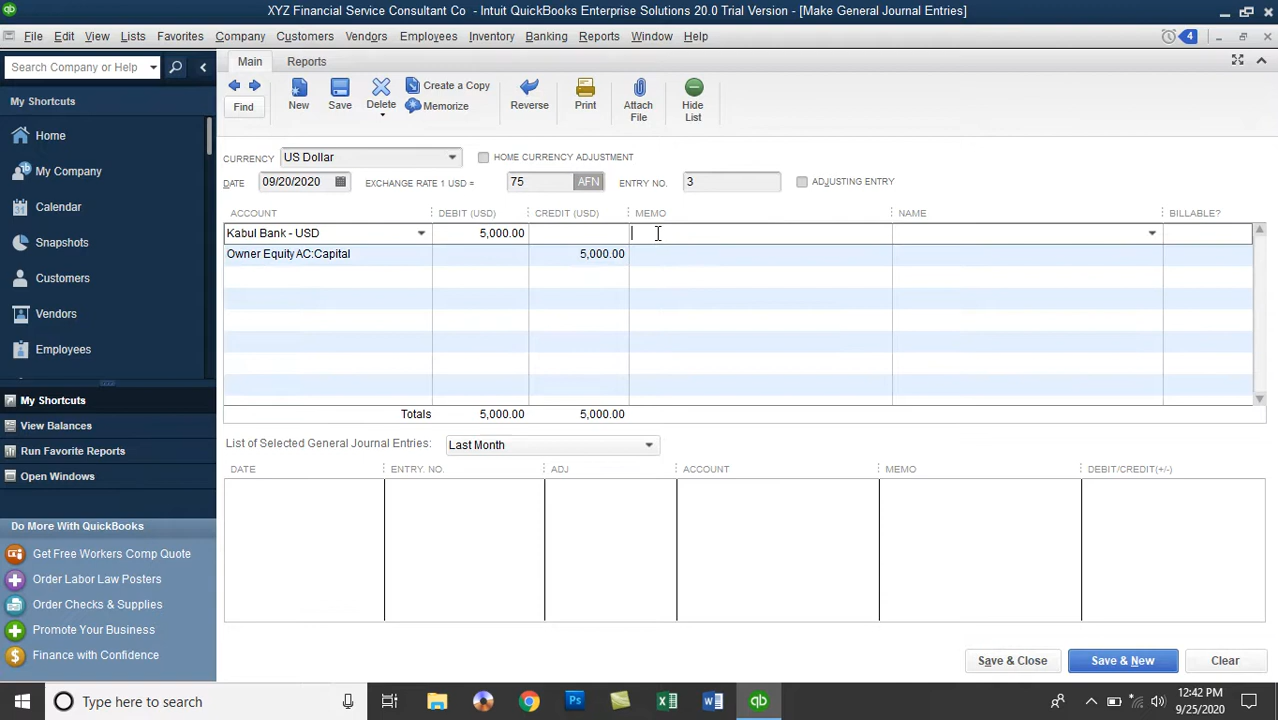 XYZ Financial Service Consultant Co - Intuit QuickBooks Enterprise Solutions 20.0 Trial Version - [Make General Journal Entries]
File Edit View Lists Favorites Company Customers Vendors Employees Inventory Banking Reports Window Help
4
Search Company or Help
Main Reports
My Shortcuts
Home
My Company
Calendar
Snapshots
Customers
Vendors
Employees
My Shortcuts
View Balances
Run Favorite Reports
Open Windows
Do More With QuickBooks
Get Free Workers Comp Quote
Order Labor Law Posters
Order Checks & Supplies
Promote Your Business
Finance with Confidence
Find
New
Save
Delete
Create a Copy
Memorize
Reverse
Print
Attach File
Hide List
CURRENCY US Dollar HOME CURRENCY ADJUSTMENT
DATE 09/20/2020 EXCHANGE RATE 1 USD = 75 AFN ENTRY NO. 3 ADJUSTING ENTRY
ACCOUNT DEBIT (USD) CREDIT (USD) MEMO NAME BILLABLE?
Kabul Bank - USD 5,000.00
Owner Equity AC:Capital 5,000.00
Totals 5,000.00 5,000.00
List of Selected General Journal Entries: Last Month
DATE ENTRY. NO. ADJ ACCOUNT MEMO DEBIT/CREDIT(+/-)
Save & Close Save & New Clear
Type here to search
Ps
qb
12:42 PM
9/25/2020